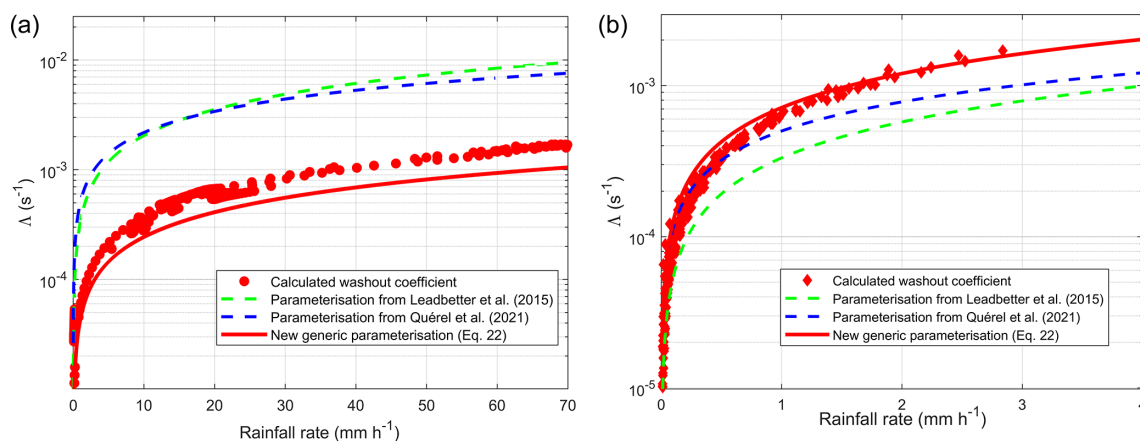 (a)
10^-2
10^-3
10^-4
Λ (s^-1)
0 10 20 30 40 50 60 70
Rainfall rate (mm h^-1)
Calculated washout coefficient
Parameterisation from Leadbetter et al. (2015)
Parameterisation from Quérel et al. (2021)
New generic parameterisation (Eq. 22)
(b)
10^-3
10^-4
10^-5
Λ (s^-1)
0 1 2 3 4
Rainfall rate (mm h^-1)
Calculated washout coefficient
Parameterisation from Leadbetter et al. (2015)
Parameterisation from Quérel et al. (2021)
New generic parameterisation (Eq. 22)